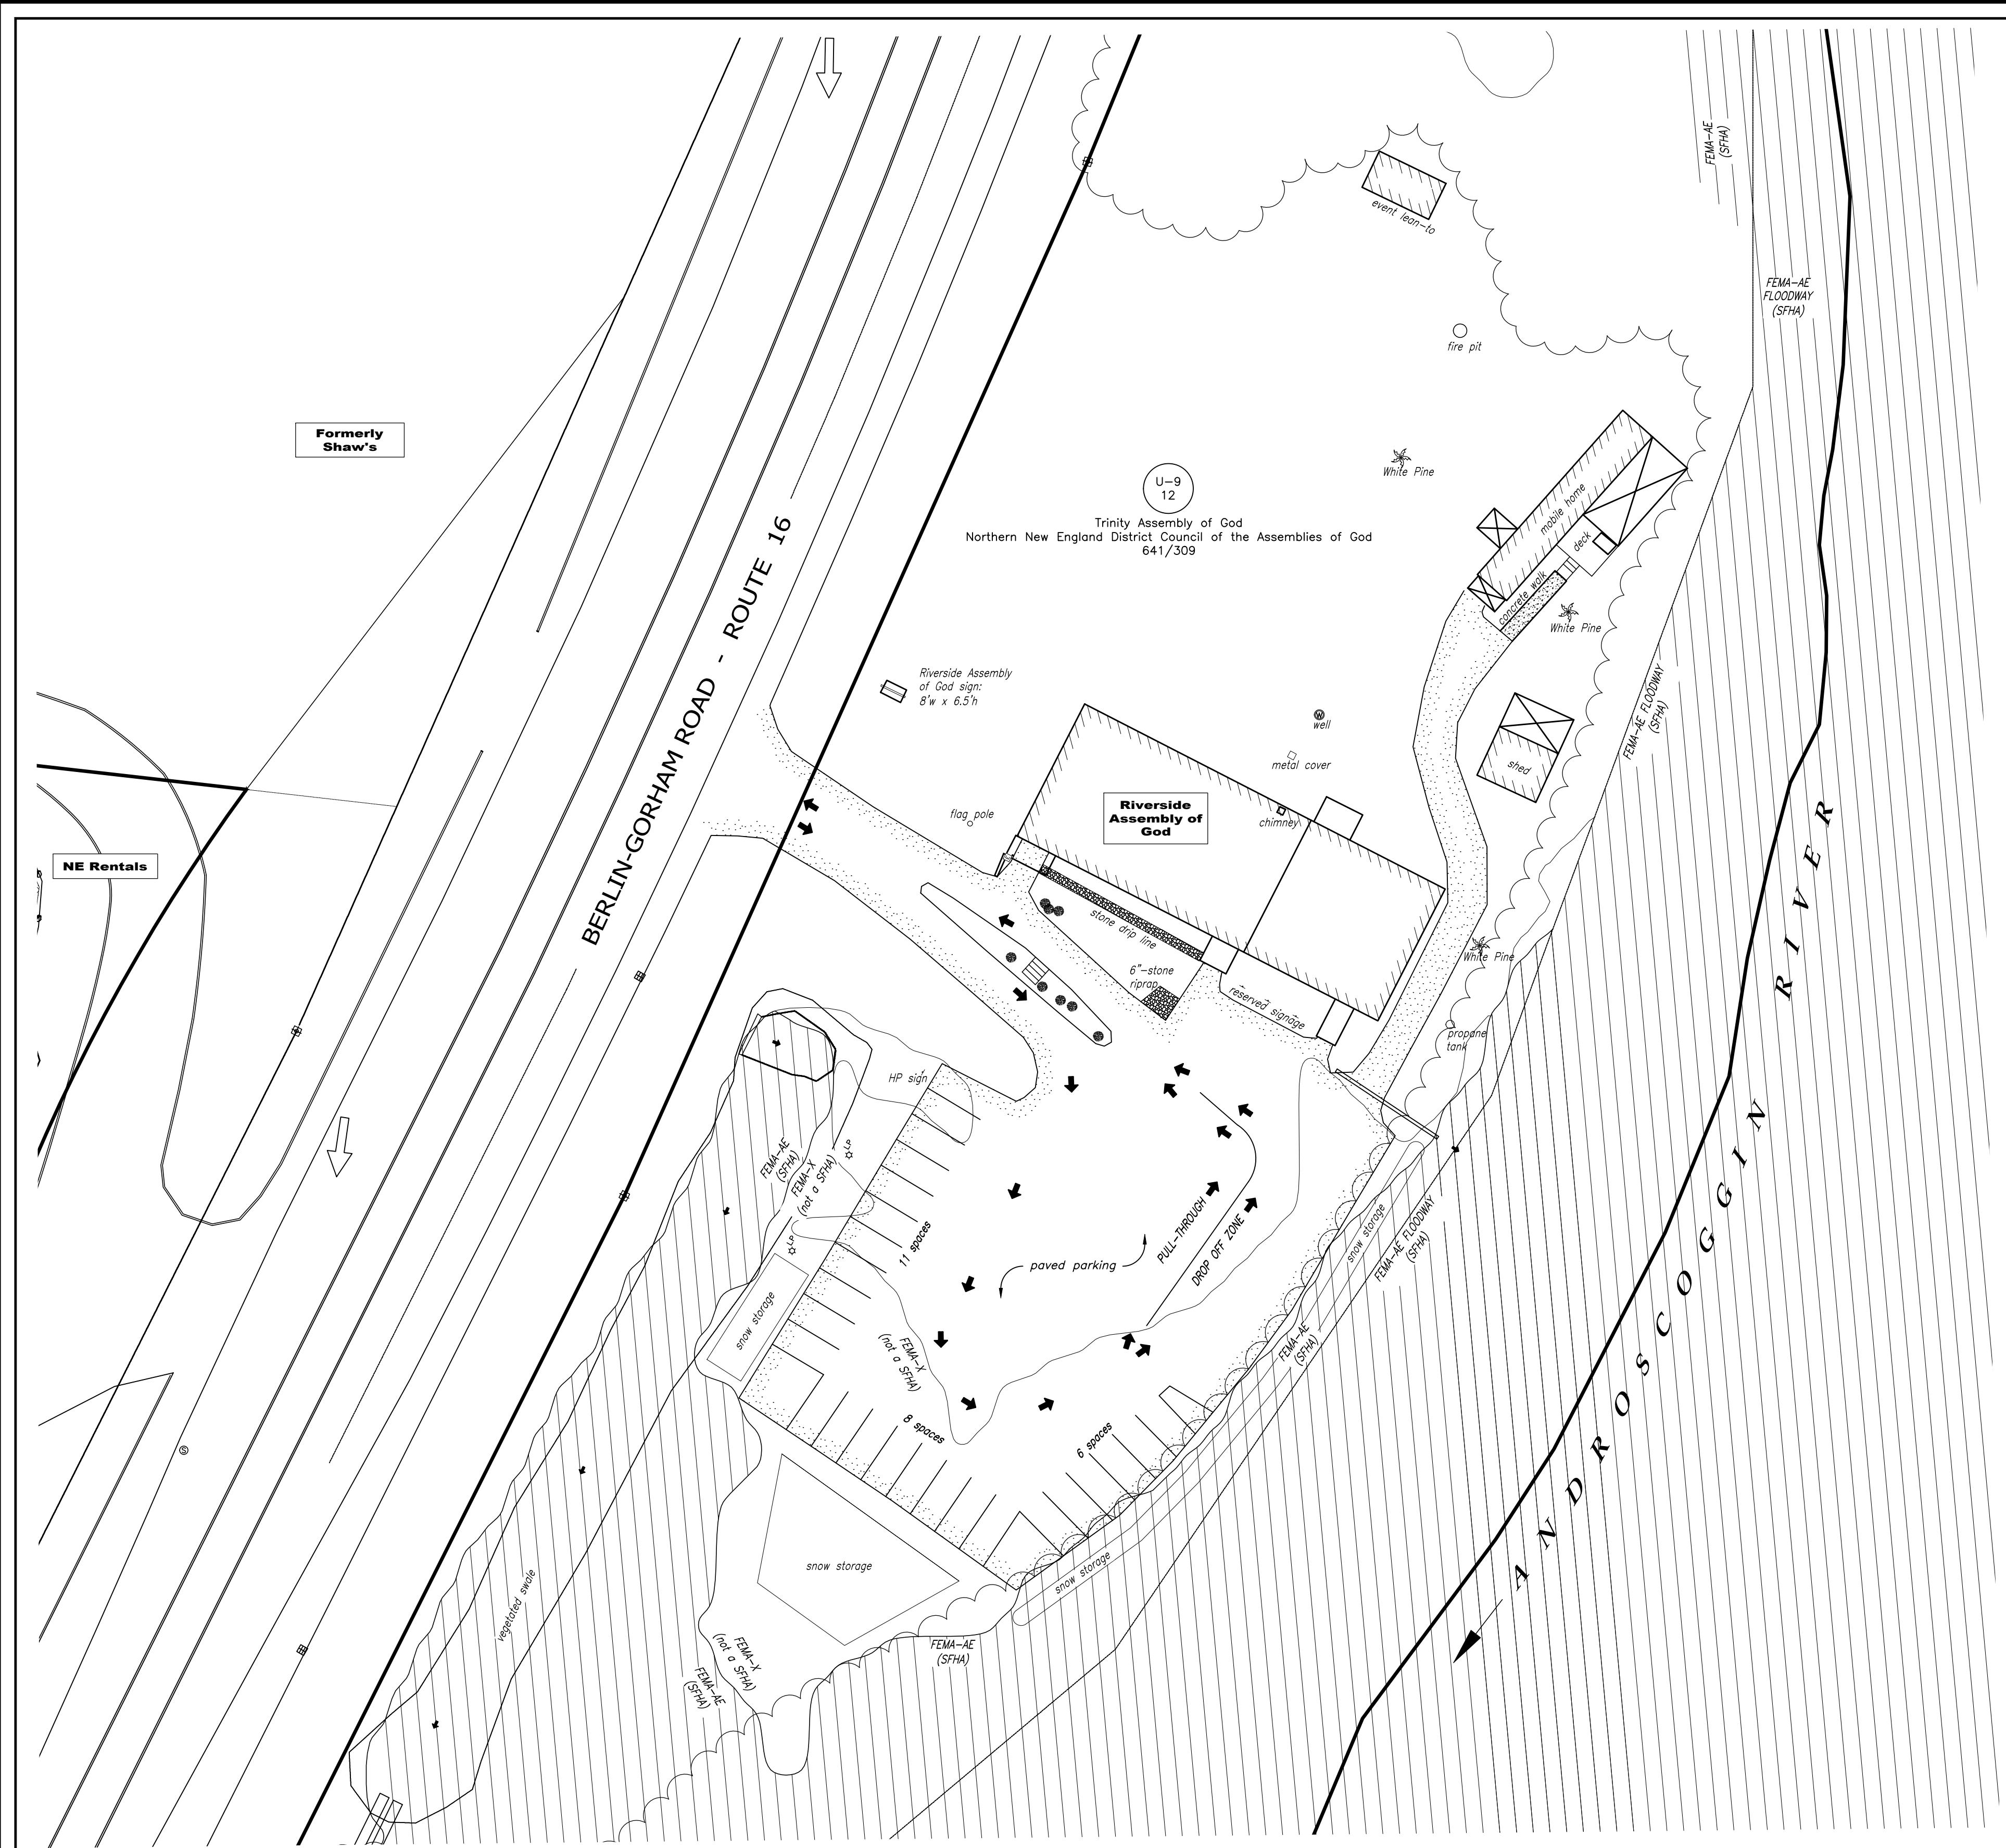 FEMA-AE
(SFHA)
event lean-to
FEMA-AE
FLOODWAY
(SFHA)
fire pit
Formerly
Shaw's
White Pine
U-9
12
Trinity Assembly of God
Northern New England District Council of the Assemblies of God
641/309
mobile home
deck
concrete walk
White Pine
BERLIN-GORHAM ROAD - ROUTE 16
Riverside Assembly
of God sign:
8'w x 6.5'h
W
well
metal cover
FEMA-AE FLOODWAY
(SFHA)
shed
flag pole
Riverside
Assembly of
God
chimney
NE Rentals
stone drip line
6"-stone
riprap
reserved signage
White Pine
propane
tank
HP sign
FEMA-AE
(SFHA)
FEMA-X
(not a SFHA)
LP
LP
11 spaces
snow storage
paved parking
PULL-THROUGH
DROP OFF ZONE
snow storage
FEMA-AE FLOODWAY
(SFHA)
FEMA-AE
(SFHA)
FEMA-X
(not a SFHA)
8 spaces
6 spaces
S
snow storage
snow storage
vegetated swale
FEMA-X
(not a SFHA)
FEMA-AE
(SFHA)
FEMA-AE
(SFHA)
ANDROSCOGGIN RIVER